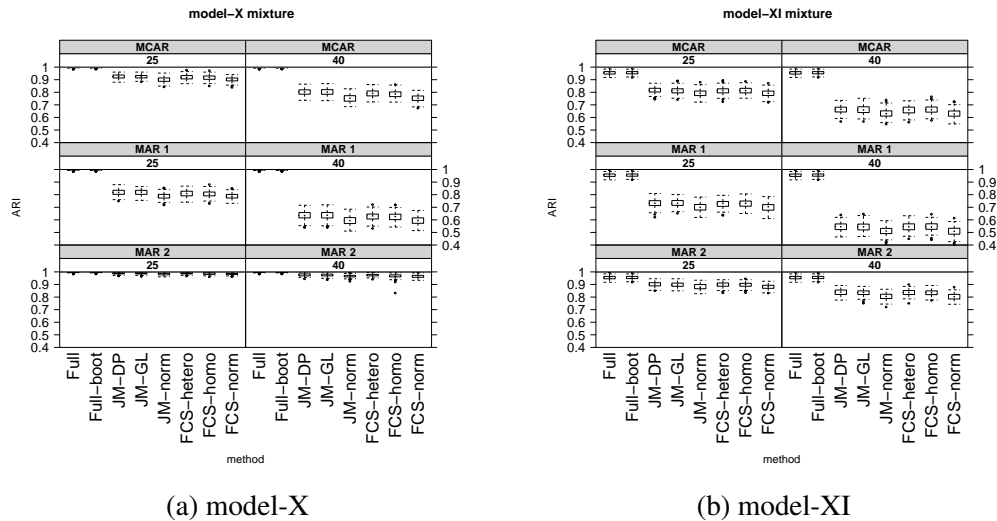 model−X mixture
MCAR MCAR
25 40
1
0.9
0.8
0.7
0.6
0.5
0.4
MAR 1 MAR 1
25 40
1
0.9
0.8
0.7
0.6
0.5
0.4
MAR 2 MAR 2
25 40
1
0.9
0.8
0.7
0.6
0.5
0.4
ARI
Full
Full−boot
JM−DP
JM−GL
JM−norm
FCS−hetero
FCS−homo
FCS−norm
Full
Full−boot
JM−DP
JM−GL
JM−norm
FCS−hetero
FCS−homo
FCS−norm
method
(a) model-X
model−XI mixture
MCAR MCAR
25 40
1
0.9
0.8
0.7
0.6
0.5
0.4
MAR 1 MAR 1
25 40
1
0.9
0.8
0.7
0.6
0.5
0.4
MAR 2 MAR 2
25 40
1
0.9
0.8
0.7
0.6
0.5
0.4
ARI
Full
Full−boot
JM−DP
JM−GL
JM−norm
FCS−hetero
FCS−homo
FCS−norm
Full
Full−boot
JM−DP
JM−GL
JM−norm
FCS−hetero
FCS−homo
FCS−norm
method
(b) model-XI